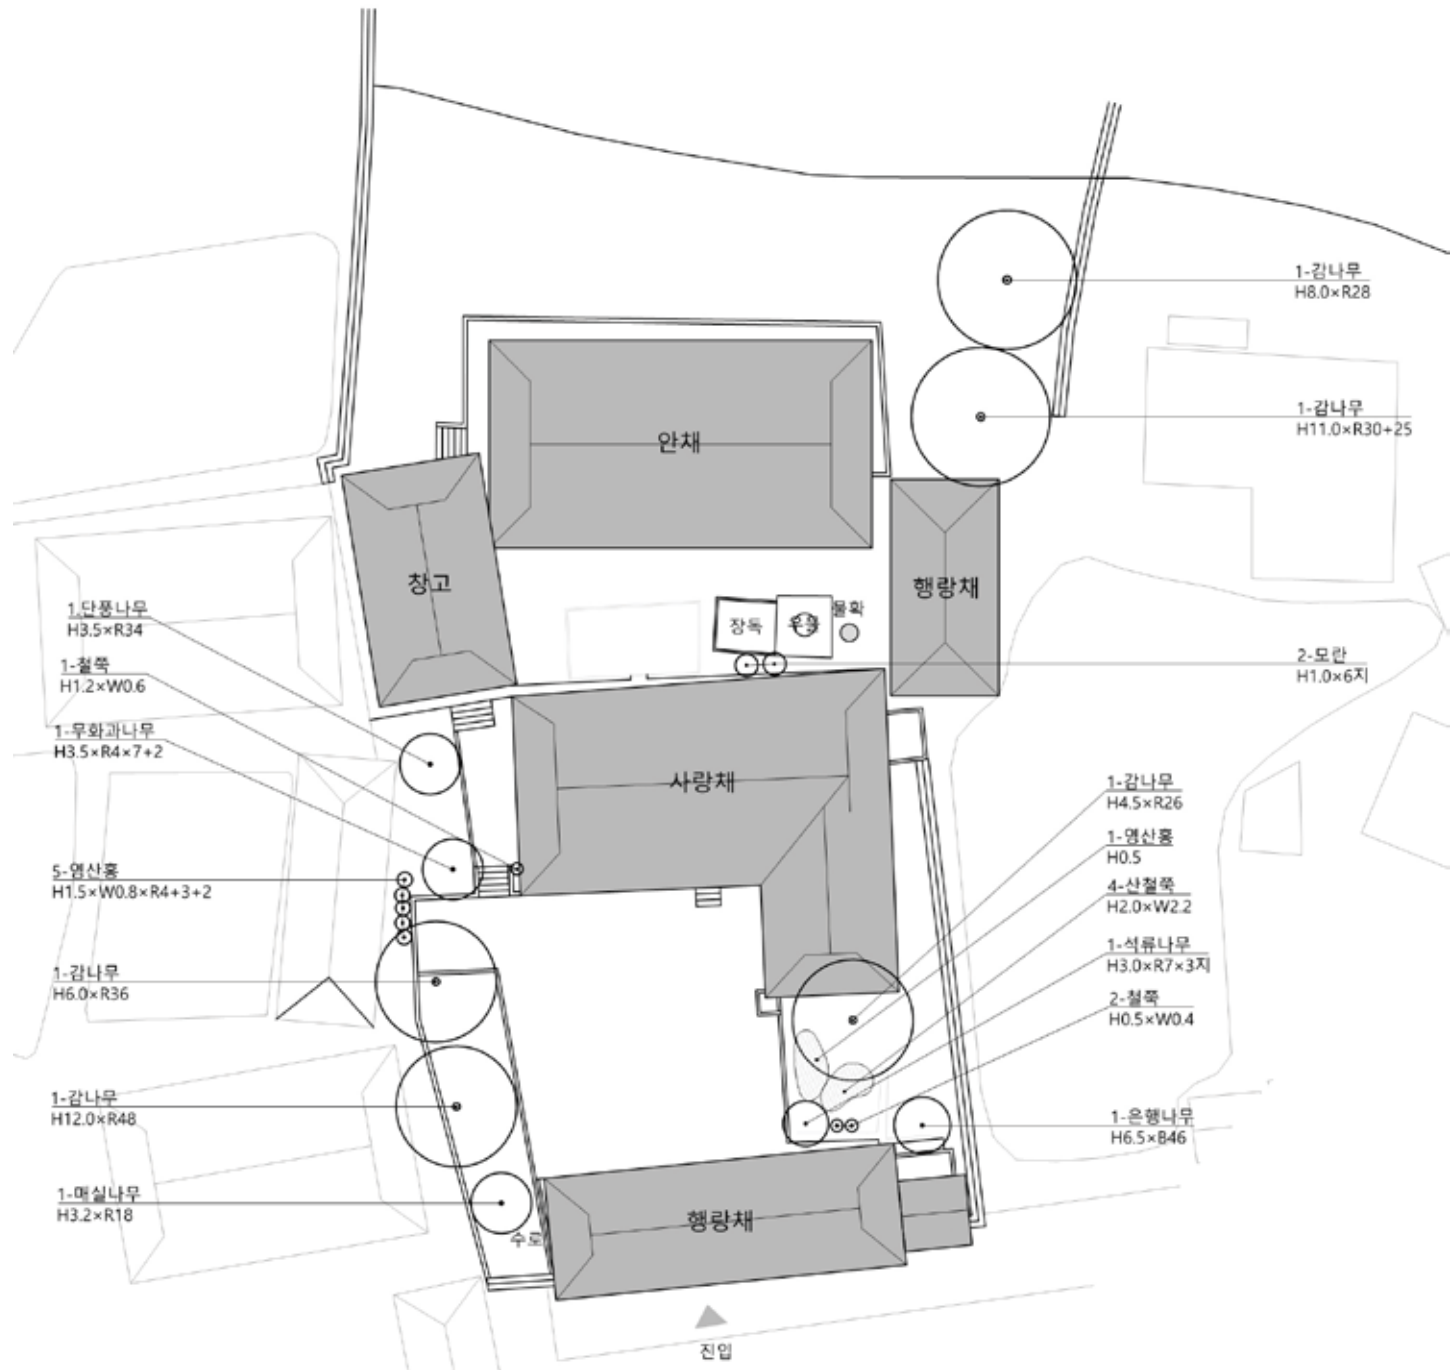 1-감나무
H8.0×R28
1-감나무
H11.0×R30+25
안채
창고
행랑채
장독
우물
물확
1.단풍나무
H3.5×R34
1-철쭉
H1.2×W0.6
1-무화과나무
H3.5×R4×7+2
5-영산홍
H1.5×W0.8×R4+3+2
1-감나무
H6.0×R36
1-감나무
H12.0×R48
1-매실나무
H3.2×R18
2-모란
H1.0×6지
사랑채
1-감나무
H4.5×R26
1-영산홍
H0.5
4-산철쭉
H2.0×W2.2
1-석류나무
H3.0×R7×3지
2-철쭉
H0.5×W0.4
1-은행나무
H6.5×B46
행랑채
수로
진입